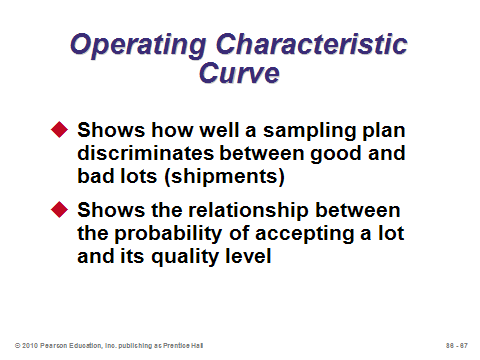 Operating Characteristic
Curve
Shows how well a sampling plan
discriminates between good and
bad lots (shipments)
Shows the relationship between
the probability of accepting a lot
and its quality level
© 2010 Pearson Education, Inc. publishing as Prentice Hall
S6 - 67